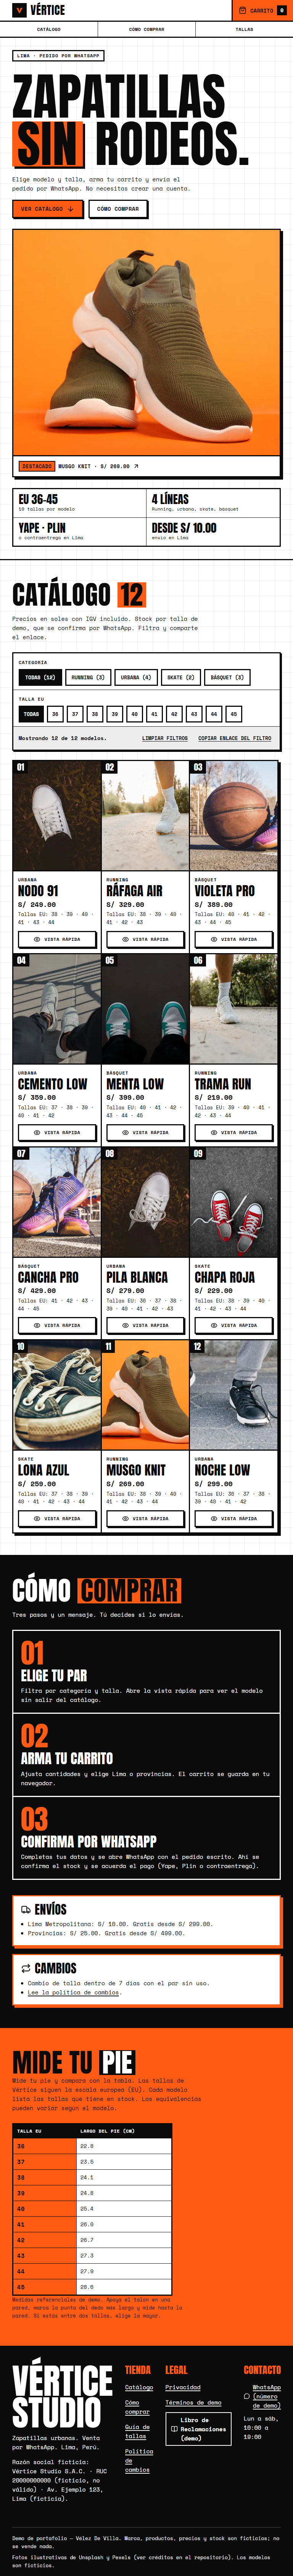 V VÉRTICE
CARRITO 0
CATÁLOGO
CÓMO COMPRAR
TALLAS
LIMA · PEDIDO POR WHATSAPP
ZAPATILLAS
SIN RODEOS.
Elige modelo y talla, arma tu carrito y envía el
pedido por WhatsApp. No necesitas crear una cuenta.
VER CATÁLOGO
CÓMO COMPRAR
DESTACADO MUSGO KNIT · S/ 269.00
EU 36–45
10 tallas por modelo
4 LÍNEAS
Running, urbana, skate, básquet
YAPE · PLIN
o contraentrega en Lima
DESDE S/ 10.00
envío en Lima
CATÁLOGO 12
Precios en soles con IGV incluido. Stock por talla de
demo, que se confirma por WhatsApp. Filtra y comparte
el enlace.
CATEGORÍA
TODAS (12)
RUNNING (3)
URBANA (4)
SKATE (2)
BÁSQUET (3)
TALLA EU
TODAS
36
37
38
39
40
41
42
43
44
45
Mostrando 12 de 12 modelos.
LIMPIAR FILTROS
COPIAR ENLACE DEL FILTRO
01
URBANA
NODO 91
S/ 249.00
Tallas EU: 38 · 39 · 40 ·
41 · 43 · 44
VISTA RÁPIDA
02
RUNNING
RÁFAGA AIR
S/ 329.00
Tallas EU: 38 · 39 · 40 ·
41 · 42 · 43
VISTA RÁPIDA
03
BÁSQUET
VIOLETA PRO
S/ 389.00
Tallas EU: 40 · 41 · 42 ·
43 · 44 · 45
VISTA RÁPIDA
04
URBANA
CEMENTO LOW
S/ 359.00
Tallas EU: 37 · 38 · 39 ·
40 · 41 · 42
VISTA RÁPIDA
05
BÁSQUET
MENTA LOW
S/ 399.00
Tallas EU: 40 · 41 · 42 ·
43 · 44 · 45
VISTA RÁPIDA
06
RUNNING
TRAMA RUN
S/ 219.00
Tallas EU: 38 · 39 · 40 · 41 ·
42 · 43 · 44
VISTA RÁPIDA
07
BÁSQUET
CANCHA PRO
S/ 429.00
Tallas EU: 41 · 42 · 43 ·
44 · 45
VISTA RÁPIDA
08
URBANA
PILA BLANCA
S/ 279.00
Tallas EU: 36 · 37 · 38 ·
39 · 40 · 41 · 42 · 43
VISTA RÁPIDA
09
SKATE
CHAPA ROJA
S/ 229.00
Tallas EU: 38 · 39 · 40 ·
41 · 42 · 43 · 44
VISTA RÁPIDA
10
SKATE
LONA AZUL
S/ 259.00
Tallas EU: 37 · 38 · 39 ·
40 · 41 · 42 · 43 · 44
VISTA RÁPIDA
11
RUNNING
MUSGO KNIT
S/ 269.00
Tallas EU: 38 · 39 · 40 ·
41 · 42 · 43 · 44
VISTA RÁPIDA
12
URBANA
NOCHE LOW
S/ 299.00
Tallas EU: 36 · 37 · 38 ·
39 · 40 · 41 · 42
VISTA RÁPIDA
CÓMO COMPRAR
Tres pasos y un mensaje. Tú decides si lo envías.
01
ELIGE TU PAR
Filtra por categoría y talla. Abre la vista rápida para ver el modelo
sin salir del catálogo.
02
ARMA TU CARRITO
Ajusta cantidades y elige Lima o provincias. El carrito se guarda en tu
navegador.
03
CONFIRMA POR WHATSAPP
Completas tus datos y se abre WhatsApp con el pedido escrito. Ahí se
confirma el stock y se acuerda el pago (Yape, Plin o contraentrega).
ENVÍOS
Lima Metropolitana: S/ 10.00. Gratis desde S/ 299.00.
Provincias: S/ 25.00. Gratis desde S/ 499.00.
CAMBIOS
Cambio de talla dentro de 7 días con el par sin uso.
Lee la política de cambios.
MIDE TU PIE
Mide tu pie y compara con la tabla. Las tallas de
Vértice siguen la escala europea (EU). Cada modelo
lista las tallas que tiene en stock. Las equivalencias
pueden variar según el modelo.
TALLA EU LARGO DEL PIE (CM)
36 22.8
37 23.5
38 24.1
39 24.8
40 25.4
41 26.0
42 26.7
43 27.3
44 27.9
45 28.6
Medidas referenciales de demo. Apoya el talón en una
pared, marca la punta del dedo más largo y mide hasta la
pared. Si estás entre dos tallas, elige la mayor.
VÉRTICE
STUDIO
Zapatillas urbanas. Venta
por WhatsApp. Lima, Perú.
Razón social ficticia:
Vértice Studio S.A.C. · RUC
20000000000 (ficticio, no
válido) · Av. Ejemplo 123,
Lima (ficticia).
TIENDA
Catálogo
Cómo
comprar
Guía de
tallas
Política
de
cambios
LEGAL
Privacidad
Términos de demo
Libro de
Reclamaciones
(demo)
CONTACTO
WhatsApp
(número
de demo)
Lun a sáb,
10:00 a
19:00
Demo de portafolio — Vélez De Villa. Marca, productos, precios y stock son ficticios; no
se vende nada.
Fotos ilustrativas de Unsplash y Pexels (ver créditos en el repositorio). Los modelos
son ficticios.